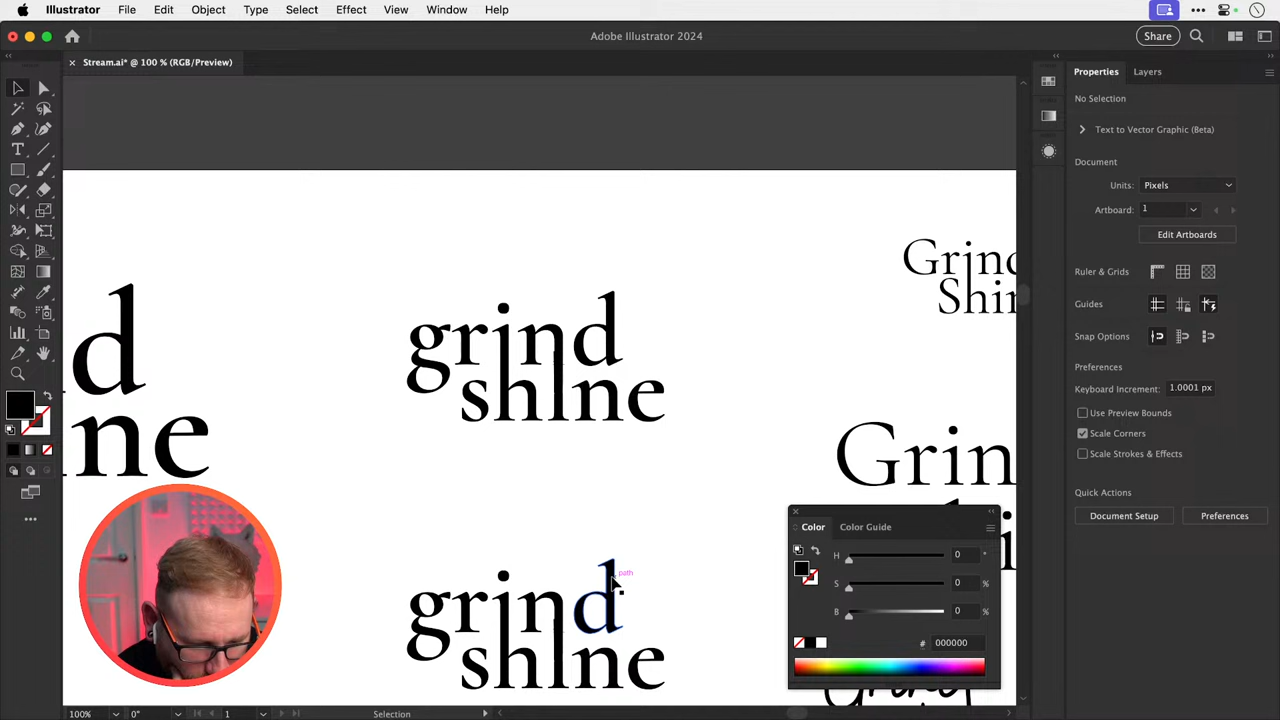 Illustrator File Edit Object Type Select Effect View Window Help
Adobe Illustrator 2024
Share
× Stream.ai* @ 100 % (RGB/Preview)
Properties Layers
No Selection
Text to Vector Graphic (Beta)
Document
Units: Pixels
Artboard: 1
Edit Artboards
Ruler & Grids
Guides
Snap Options
Preferences
Keyboard Increment: 1.0001 px
Use Preview Bounds
Scale Corners
Scale Strokes & Effects
Quick Actions
Document Setup Preferences
Grind
Shin
d
ne
grind
shıne
Grin
grind
shıne
path
Color Color Guide
H 0 °
S 0 %
B 0 %
# 000000
100% 0° 1 Selection